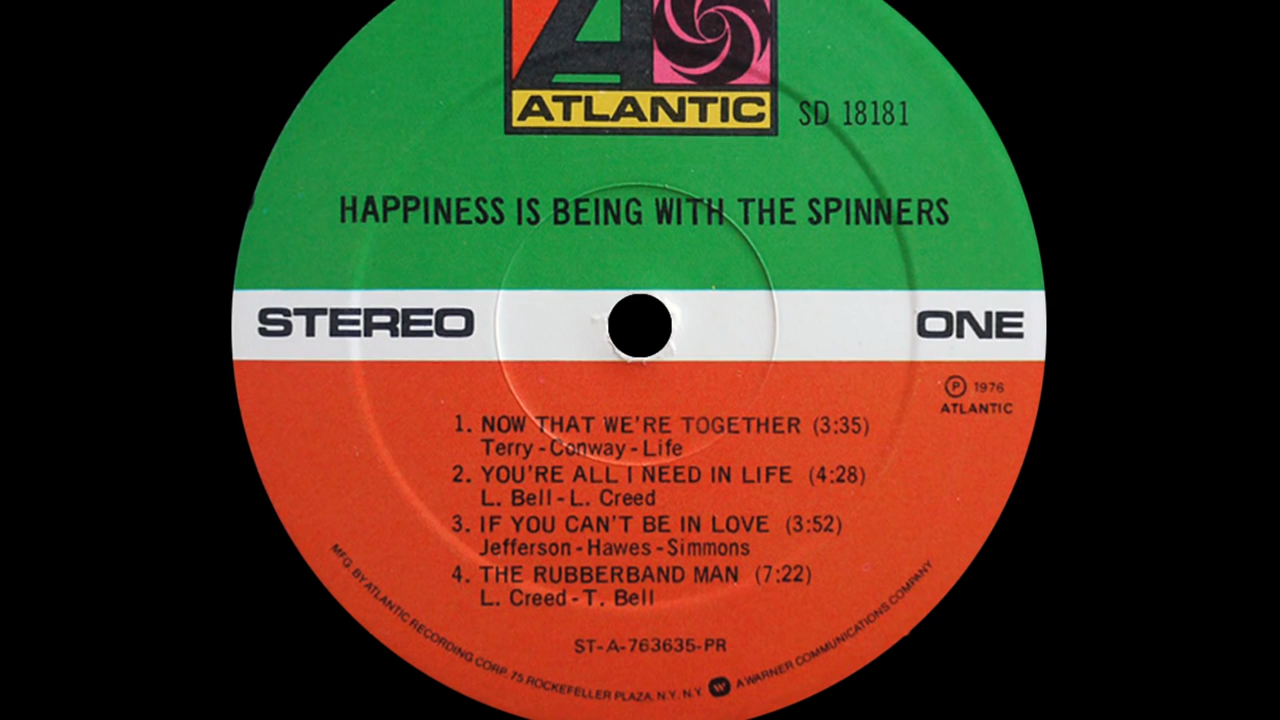 ATLANTIC
SD 18181
HAPPINESS IS BEING WITH THE SPINNERS
STEREO
ONE
Ⓟ 1976
ATLANTIC
1. NOW THAT WE'RE TOGETHER (3:35)
Terry - Conway - Life
2. YOU'RE ALL I NEED IN LIFE (4:28)
L. Bell - L. Creed
3. IF YOU CAN'T BE IN LOVE (3:52)
Jefferson - Hawes - Simmons
4. THE RUBBERBAND MAN (7:22)
L. Creed - T. Bell
ST-A-763635-PR
MFG. BY ATLANTIC RECORDING CORP. 75 ROCKEFELLER PLAZA, N.Y. N.Y. W A WARNER COMMUNICATIONS COMPANY